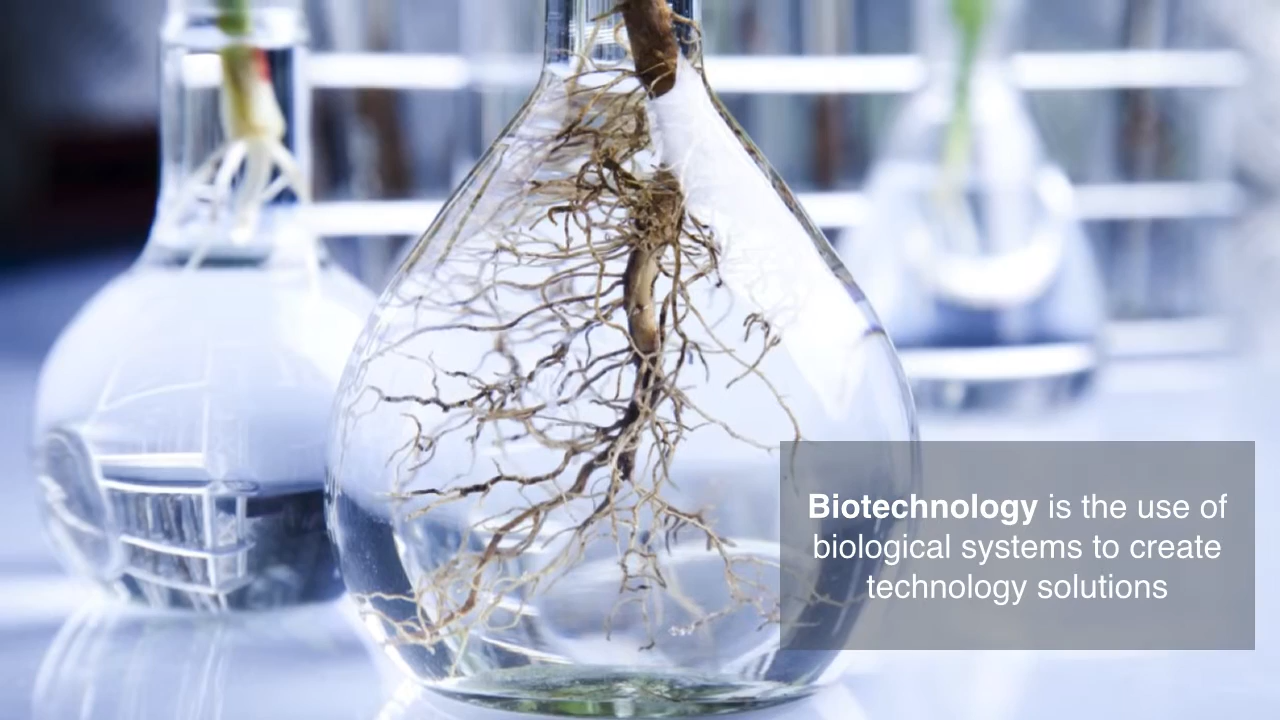 Biotechnology is the use of
biological systems to create
technology solutions